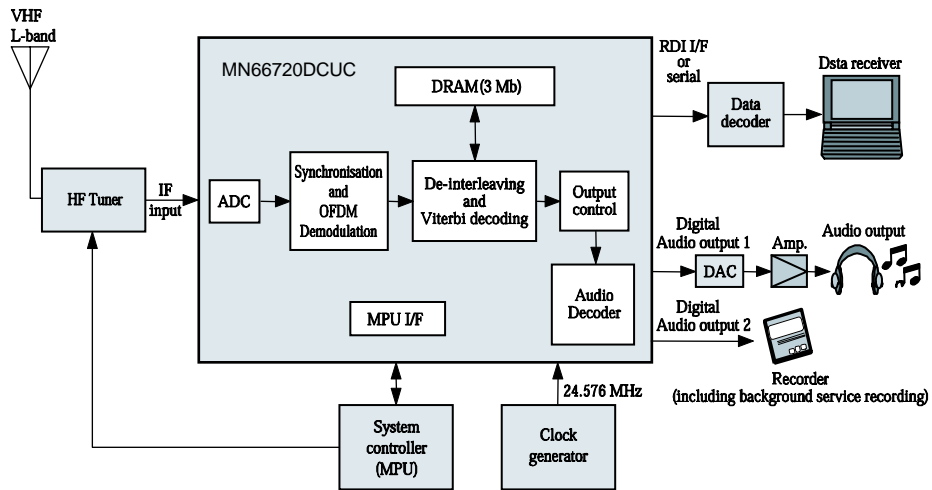 VHF
L-band
MN66720DCUC
DRAM(3 Mb)
RDI I/F
or
serial
Dsta receiver
Data
decoder
HF Tuner
IF
input
ADC
Synchronisation
and
OFDM
Demodulation
De-interleaving
and
Viterbi decoding
Output
control
Digital
Audio output 1
DAC
Amp.
Audio output
Audio
Decoder
MPU I/F
Digital
Audio output 2
Recorder
(including background service recording)
24.576 MHz
System
controller
(MPU)
Clock
generator